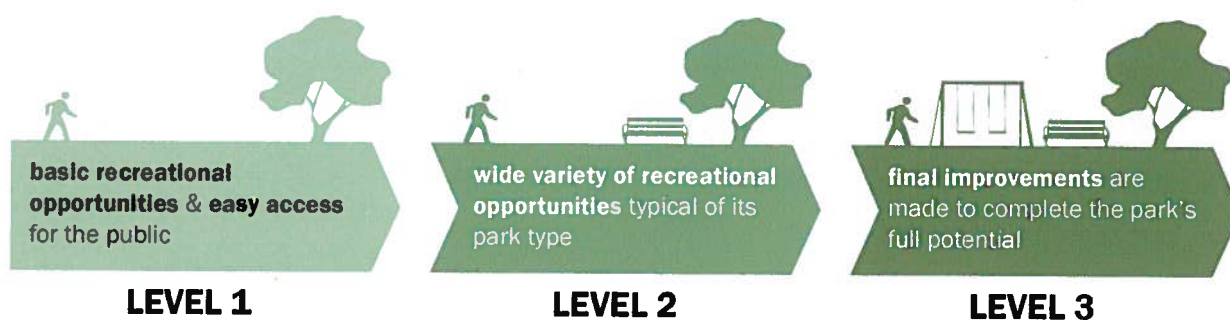 basic recreational
opportunities & easy access
for the public
LEVEL 1
wide variety of recreational
opportunities typical of its
park type
LEVEL 2
final improvements are
made to complete the park's
full potential
LEVEL 3